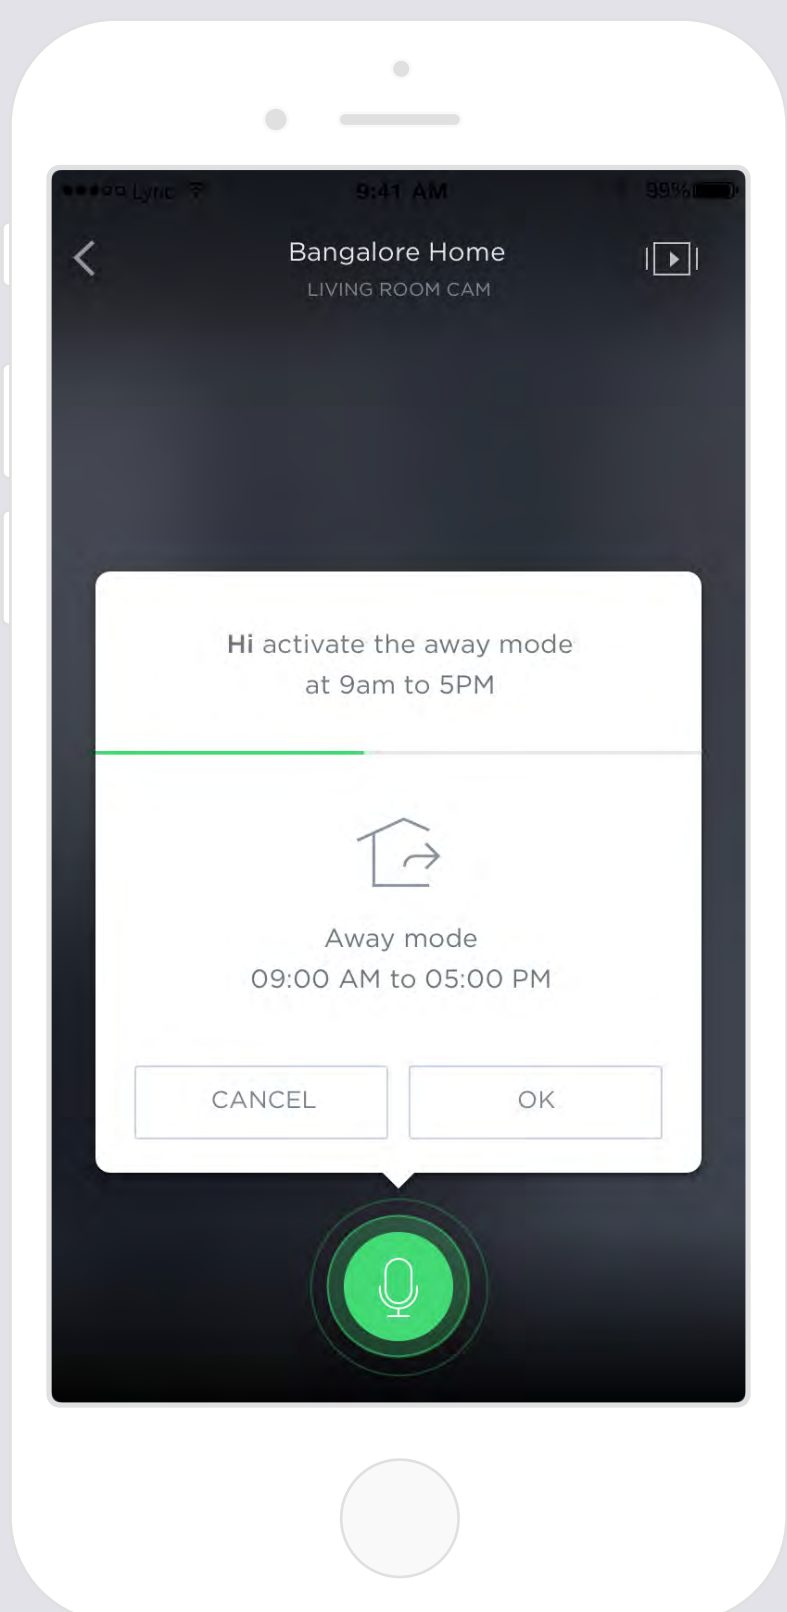 Lyric
9:41 AM
99%
Bangalore Home
LIVING ROOM CAM
Hi activate the away mode
at 9am to 5PM
Away mode
09:00 AM to 05:00 PM
CANCEL
OK